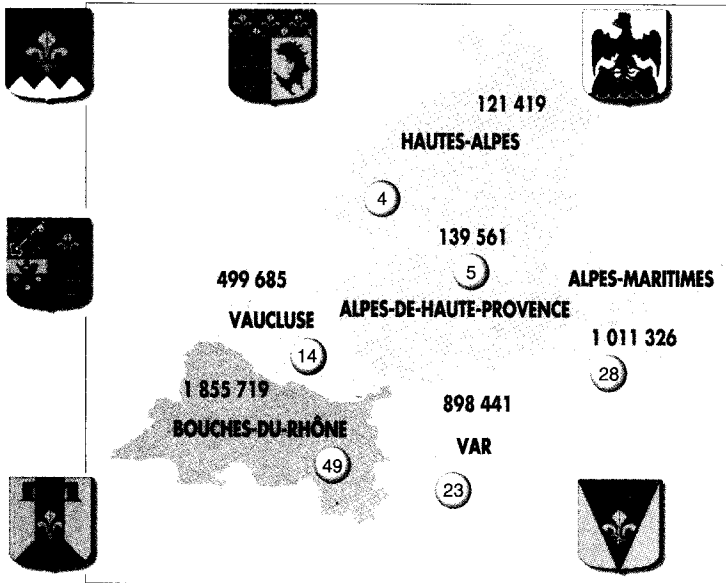 121 419
HAUTES-ALPES
4
139 561
5
ALPES-DE-HAUTE-PROVENCE
ALPES-MARITIMES
1 011 326
28
499 685
VAUCLUSE
14
1 855 719
BOUCHES-DU-RHÔNE
49
898 441
VAR
23